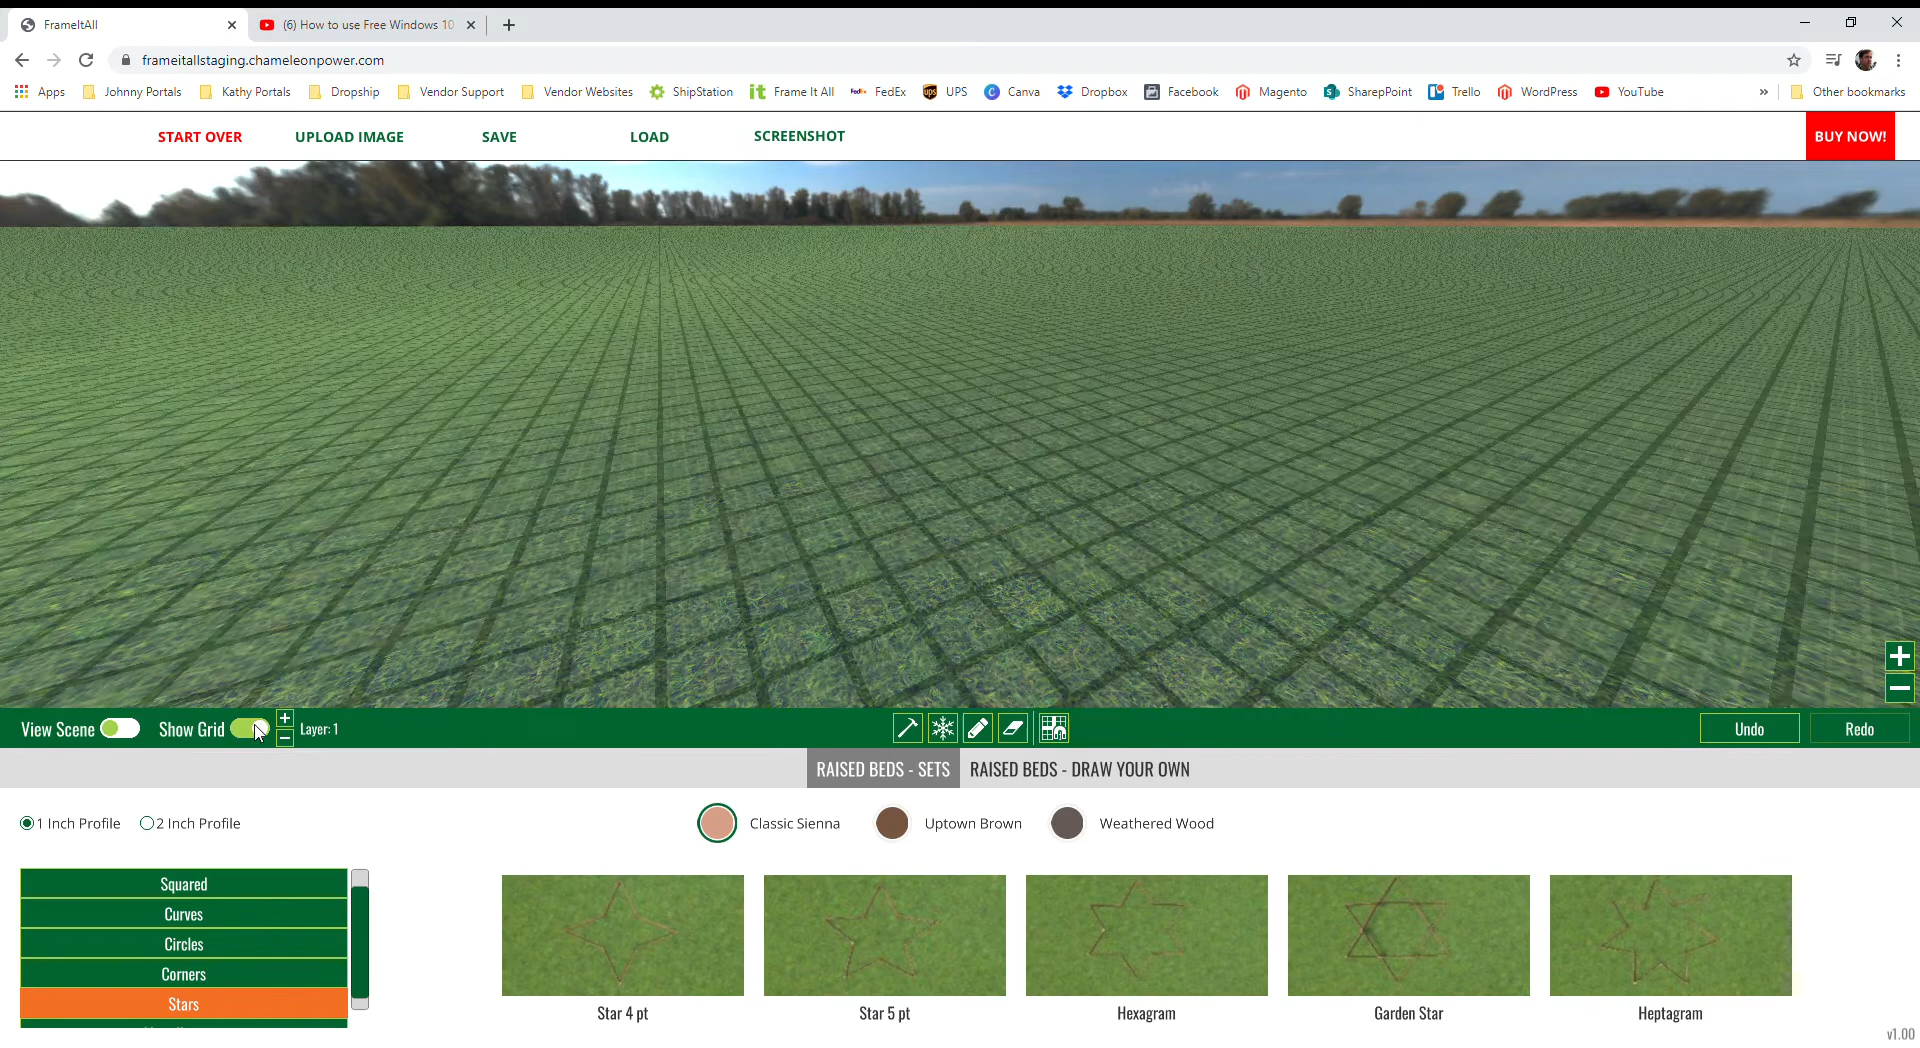 FrameItAll
(6) How to use Free Windows 10
frameitallstaging.chameleonpower.com
Apps Johnny Portals Kathy Portals Dropship Vendor Support Vendor Websites ShipStation Frame It All FedEx UPS Canva Dropbox Facebook Magento SharepPoint Trello WordPress YouTube » Other bookmarks
START OVER UPLOAD IMAGE SAVE LOAD SCREENSHOT BUY NOW!
View Scene Show Grid Layer: 1 Undo Redo
RAISED BEDS - SETS RAISED BEDS - DRAW YOUR OWN
1 Inch Profile 2 Inch Profile Classic Sienna Uptown Brown Weathered Wood
Squared
Curves
Circles
Corners
Stars
Star 4 pt Star 5 pt Hexagram Garden Star Heptagram
v1.00